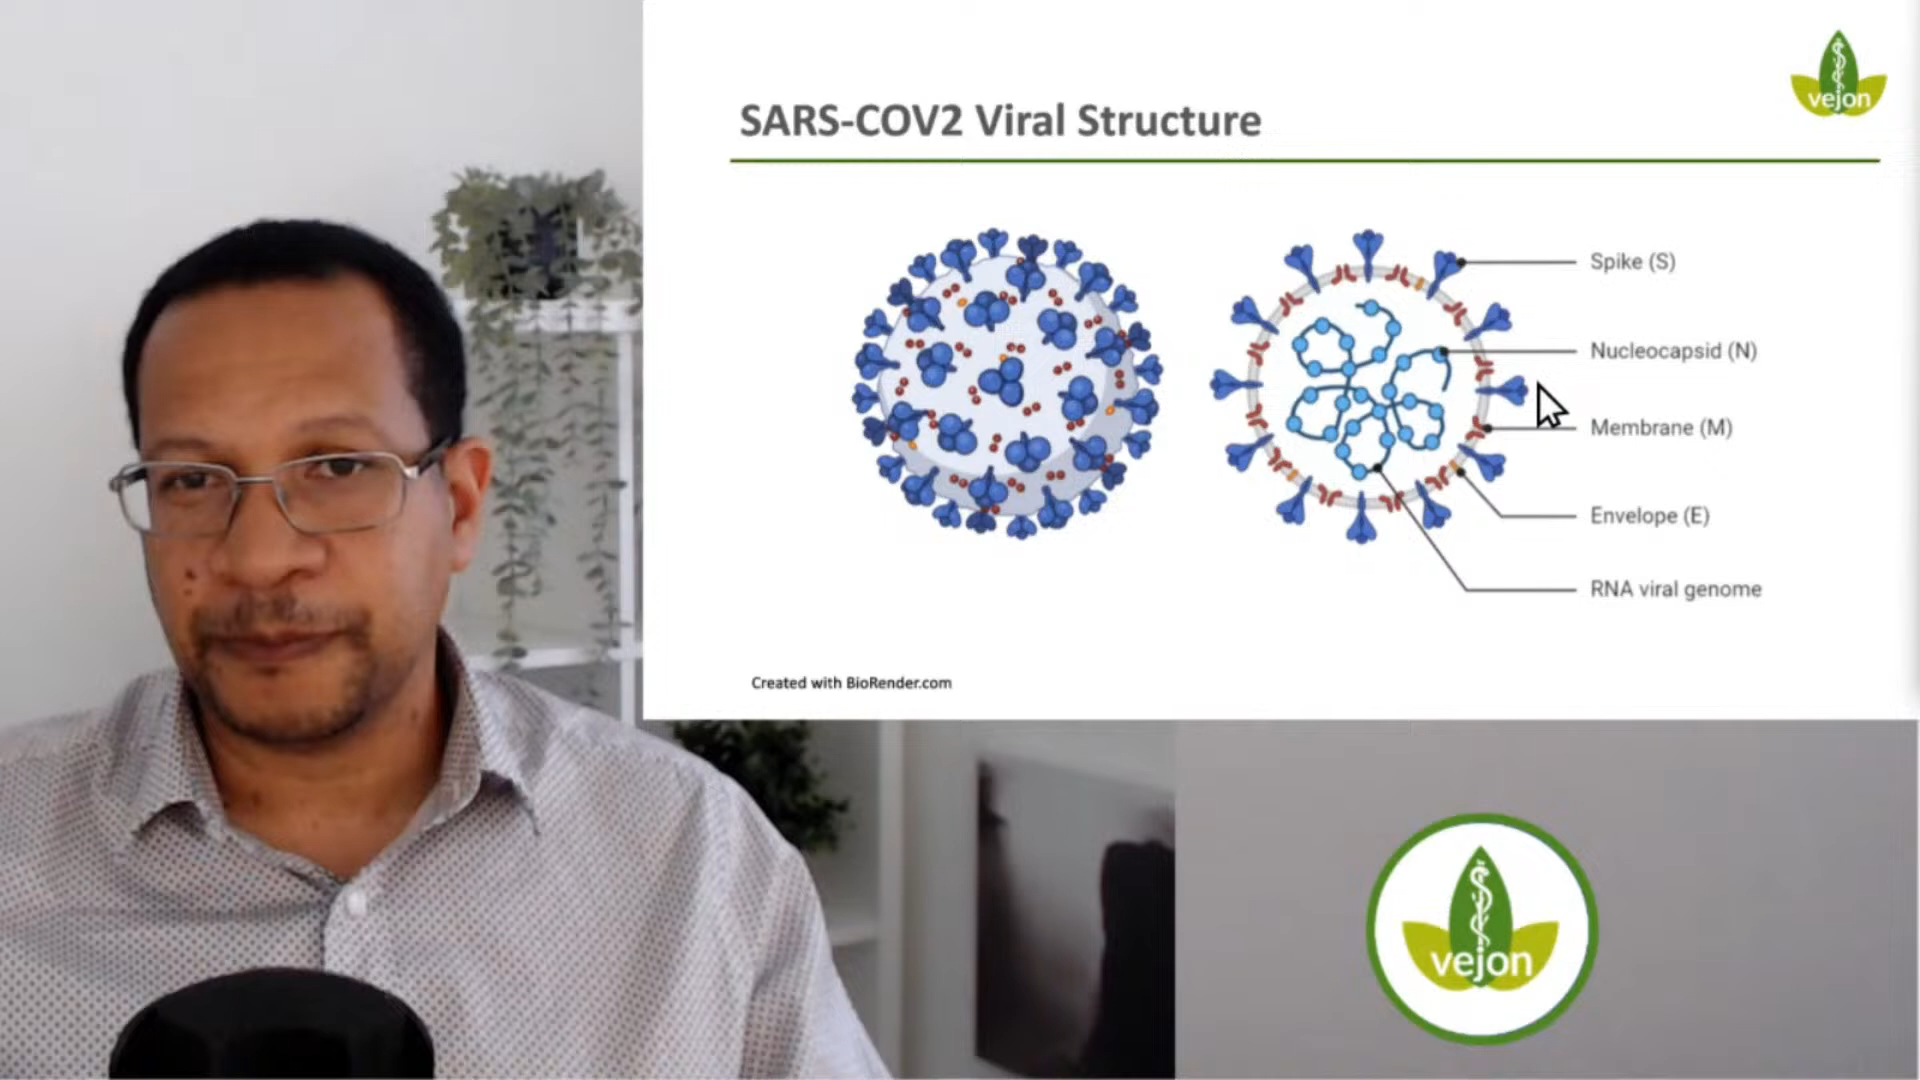 vejon
SARS-COV2 Viral Structure
Spike (S)
Nucleocapsid (N)
Membrane (M)
Envelope (E)
RNA viral genome
Created with BioRender.com
vejon